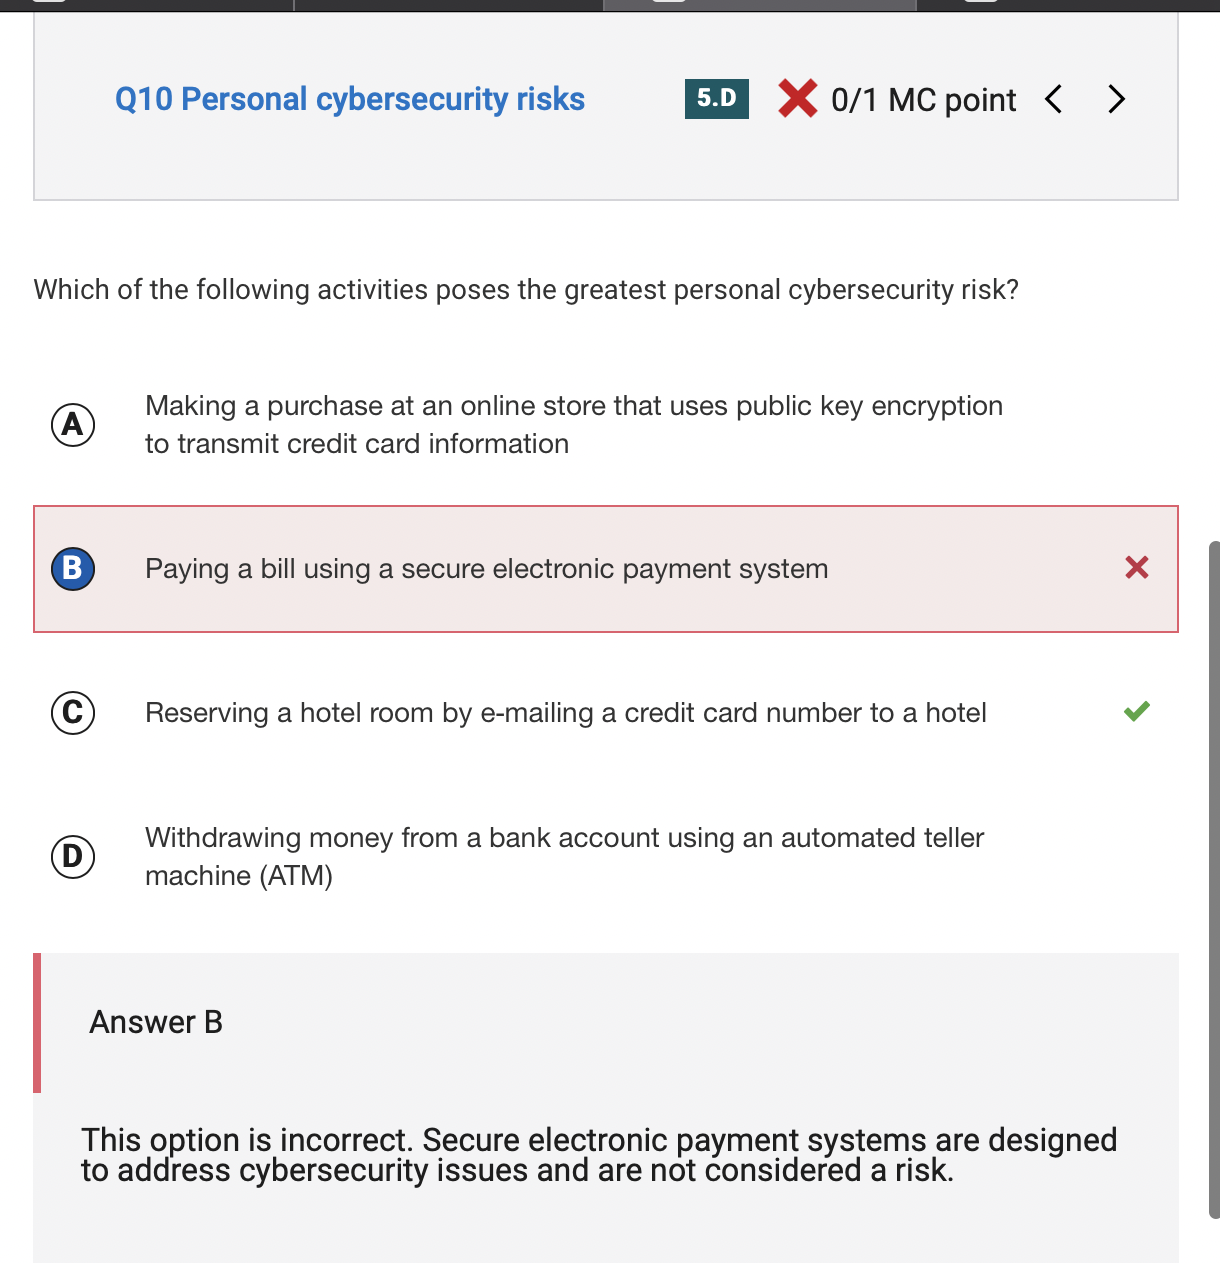 Q10 Personal cybersecurity risks 5.D 0/1 MC point
Which of the following activities poses the greatest personal cybersecurity risk?
A Making a purchase at an online store that uses public key encryption
to transmit credit card information
B Paying a bill using a secure electronic payment system
C Reserving a hotel room by e-mailing a credit card number to a hotel
D Withdrawing money from a bank account using an automated teller
machine (ATM)
Answer B
This option is incorrect. Secure electronic payment systems are designed
to address cybersecurity issues and are not considered a risk.